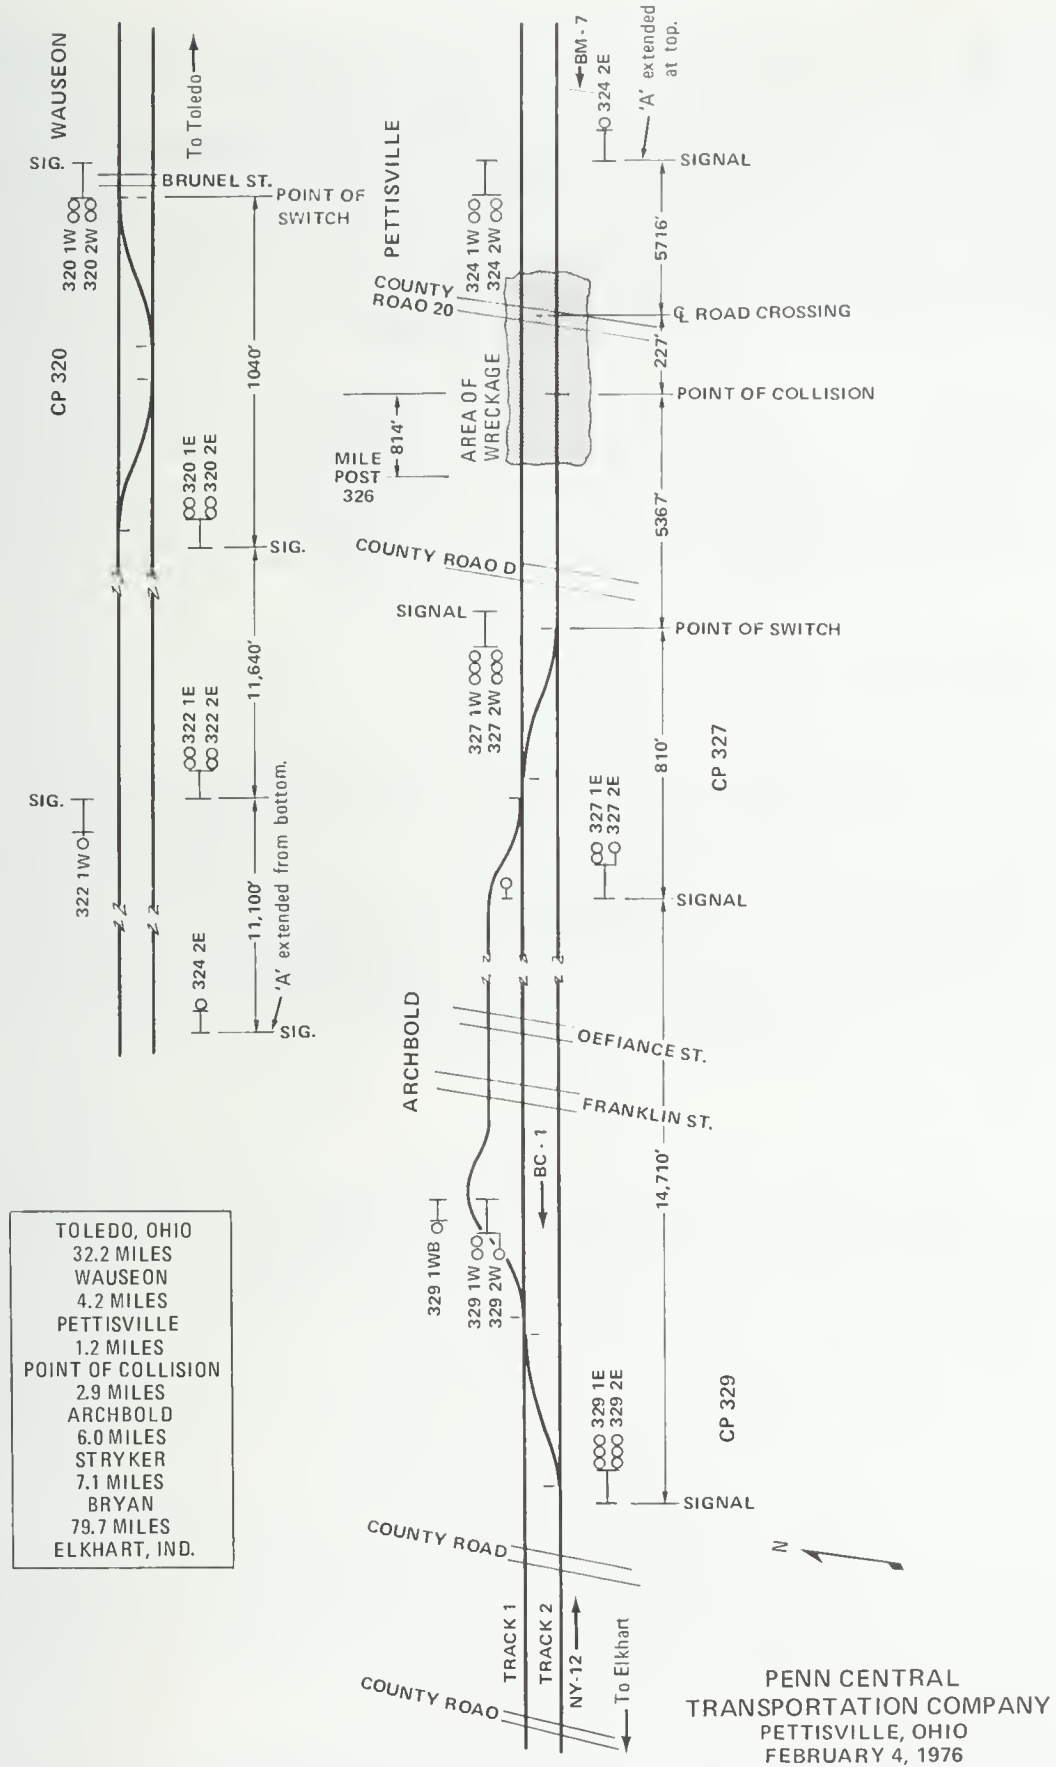 WAUSEON
To Toledo
SIG.
BRUNEL ST.
POINT OF
SWITCH
320 1W
320 2W
CP 320
1040'
320 1E
320 2E
SIG.
11,640'
322 1E
322 2E
SIG.
322 1W
11,100'
'A' extended from bottom.
324 2E
SIG.
BM - 7
324 2E
'A' extended
at top.
PETTISVILLE
SIGNAL
324 1W
324 2W
5716'
COUNTY
ROAO 20
℄ ROAD CROSSING
227'
AREA OF
WRECKAGE
POINT OF COLLISION
814'
MILE
POST
326
5367'
COUNTY ROAO D
SIGNAL
POINT OF SWITCH
327 1W
327 2W
810'
CP 327
327 1E
327 2E
SIGNAL
ARCHBOLD
OEFIANCE ST.
FRANKLIN ST.
BC - 1
14,710'
329 1WB
329 1W
329 2W
329 1E
329 2E
CP 329
SIGNAL
COUNTY ROAD
N
TRACK 1
TRACK 2
NY-12
To Elkhart
COUNTY ROAO
TOLEDO, OHIO
32.2 MILES
WAUSEON
4.2 MILES
PETTISVILLE
1.2 MILES
POINT OF COLLISION
2.9 MILES
ARCHBOLD
6.0 MILES
STRYKER
7.1 MILES
BRYAN
79.7 MILES
ELKHART, IND.
PENN CENTRAL
TRANSPORTATION COMPANY
PETTISVILLE, OHIO
FEBRUARY 4, 1976